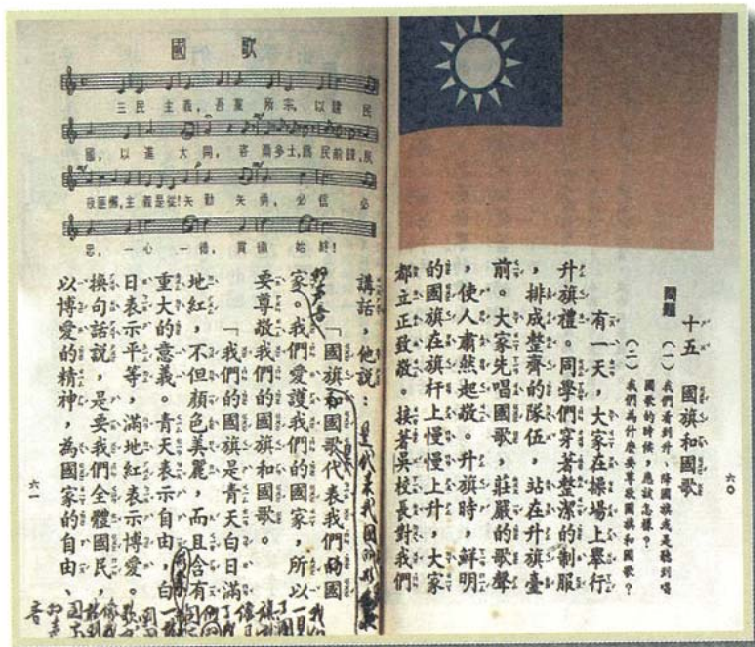 十五　國旗和國歌
問題
（一）我們看到升、降國旗或是聽到唱
國歌的時候，應該怎樣？
（二）我們為什麼要尊敬國旗和國歌？
有一天，大家在操場上舉行
升旗禮。同學們穿著整潔的制服
，排成整齊的隊伍，站在升旗臺
前。大家先唱國歌，莊嚴的歌聲
，使人肅然起敬。升旗時，鮮明
的國旗在旗杆上慢慢上升，大家
都立正致敬。接著吳校長對我們
六〇
國歌
三民主義，吾黨所宗，以建民
國，以進大同，咨爾多士，為民前鋒，夙
夜匪懈，主義是從！矢勤矢勇，必信必
忠，一心一德，貫徹始終！
講話，他說：
「國旗和國歌代表我們的國
家。我們愛護我們的國家，所以
要尊敬我們的國旗和國歌。
「我們的國旗是青天白日滿
地紅，不但顏色美麗，而且含有
重大的意義。青天表示自由，白
日表示平等，滿地紅表示博愛。
換句話說，是要我們全體國民，
以博愛的精神，為國家的自由、
六一